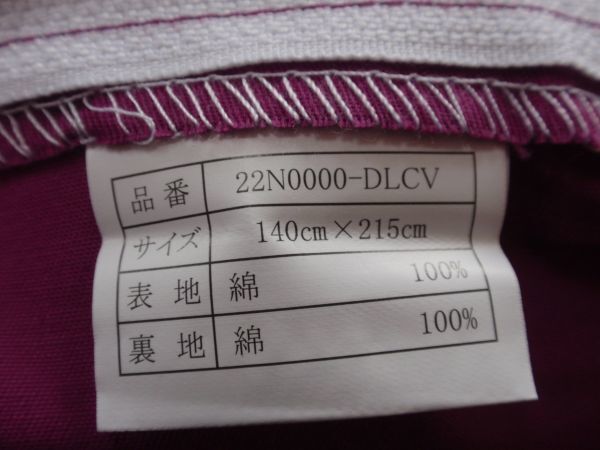 品番 22N0000-DLCV
サイズ 140cm×215cm
表地 綿 100%
裏地 綿 100%